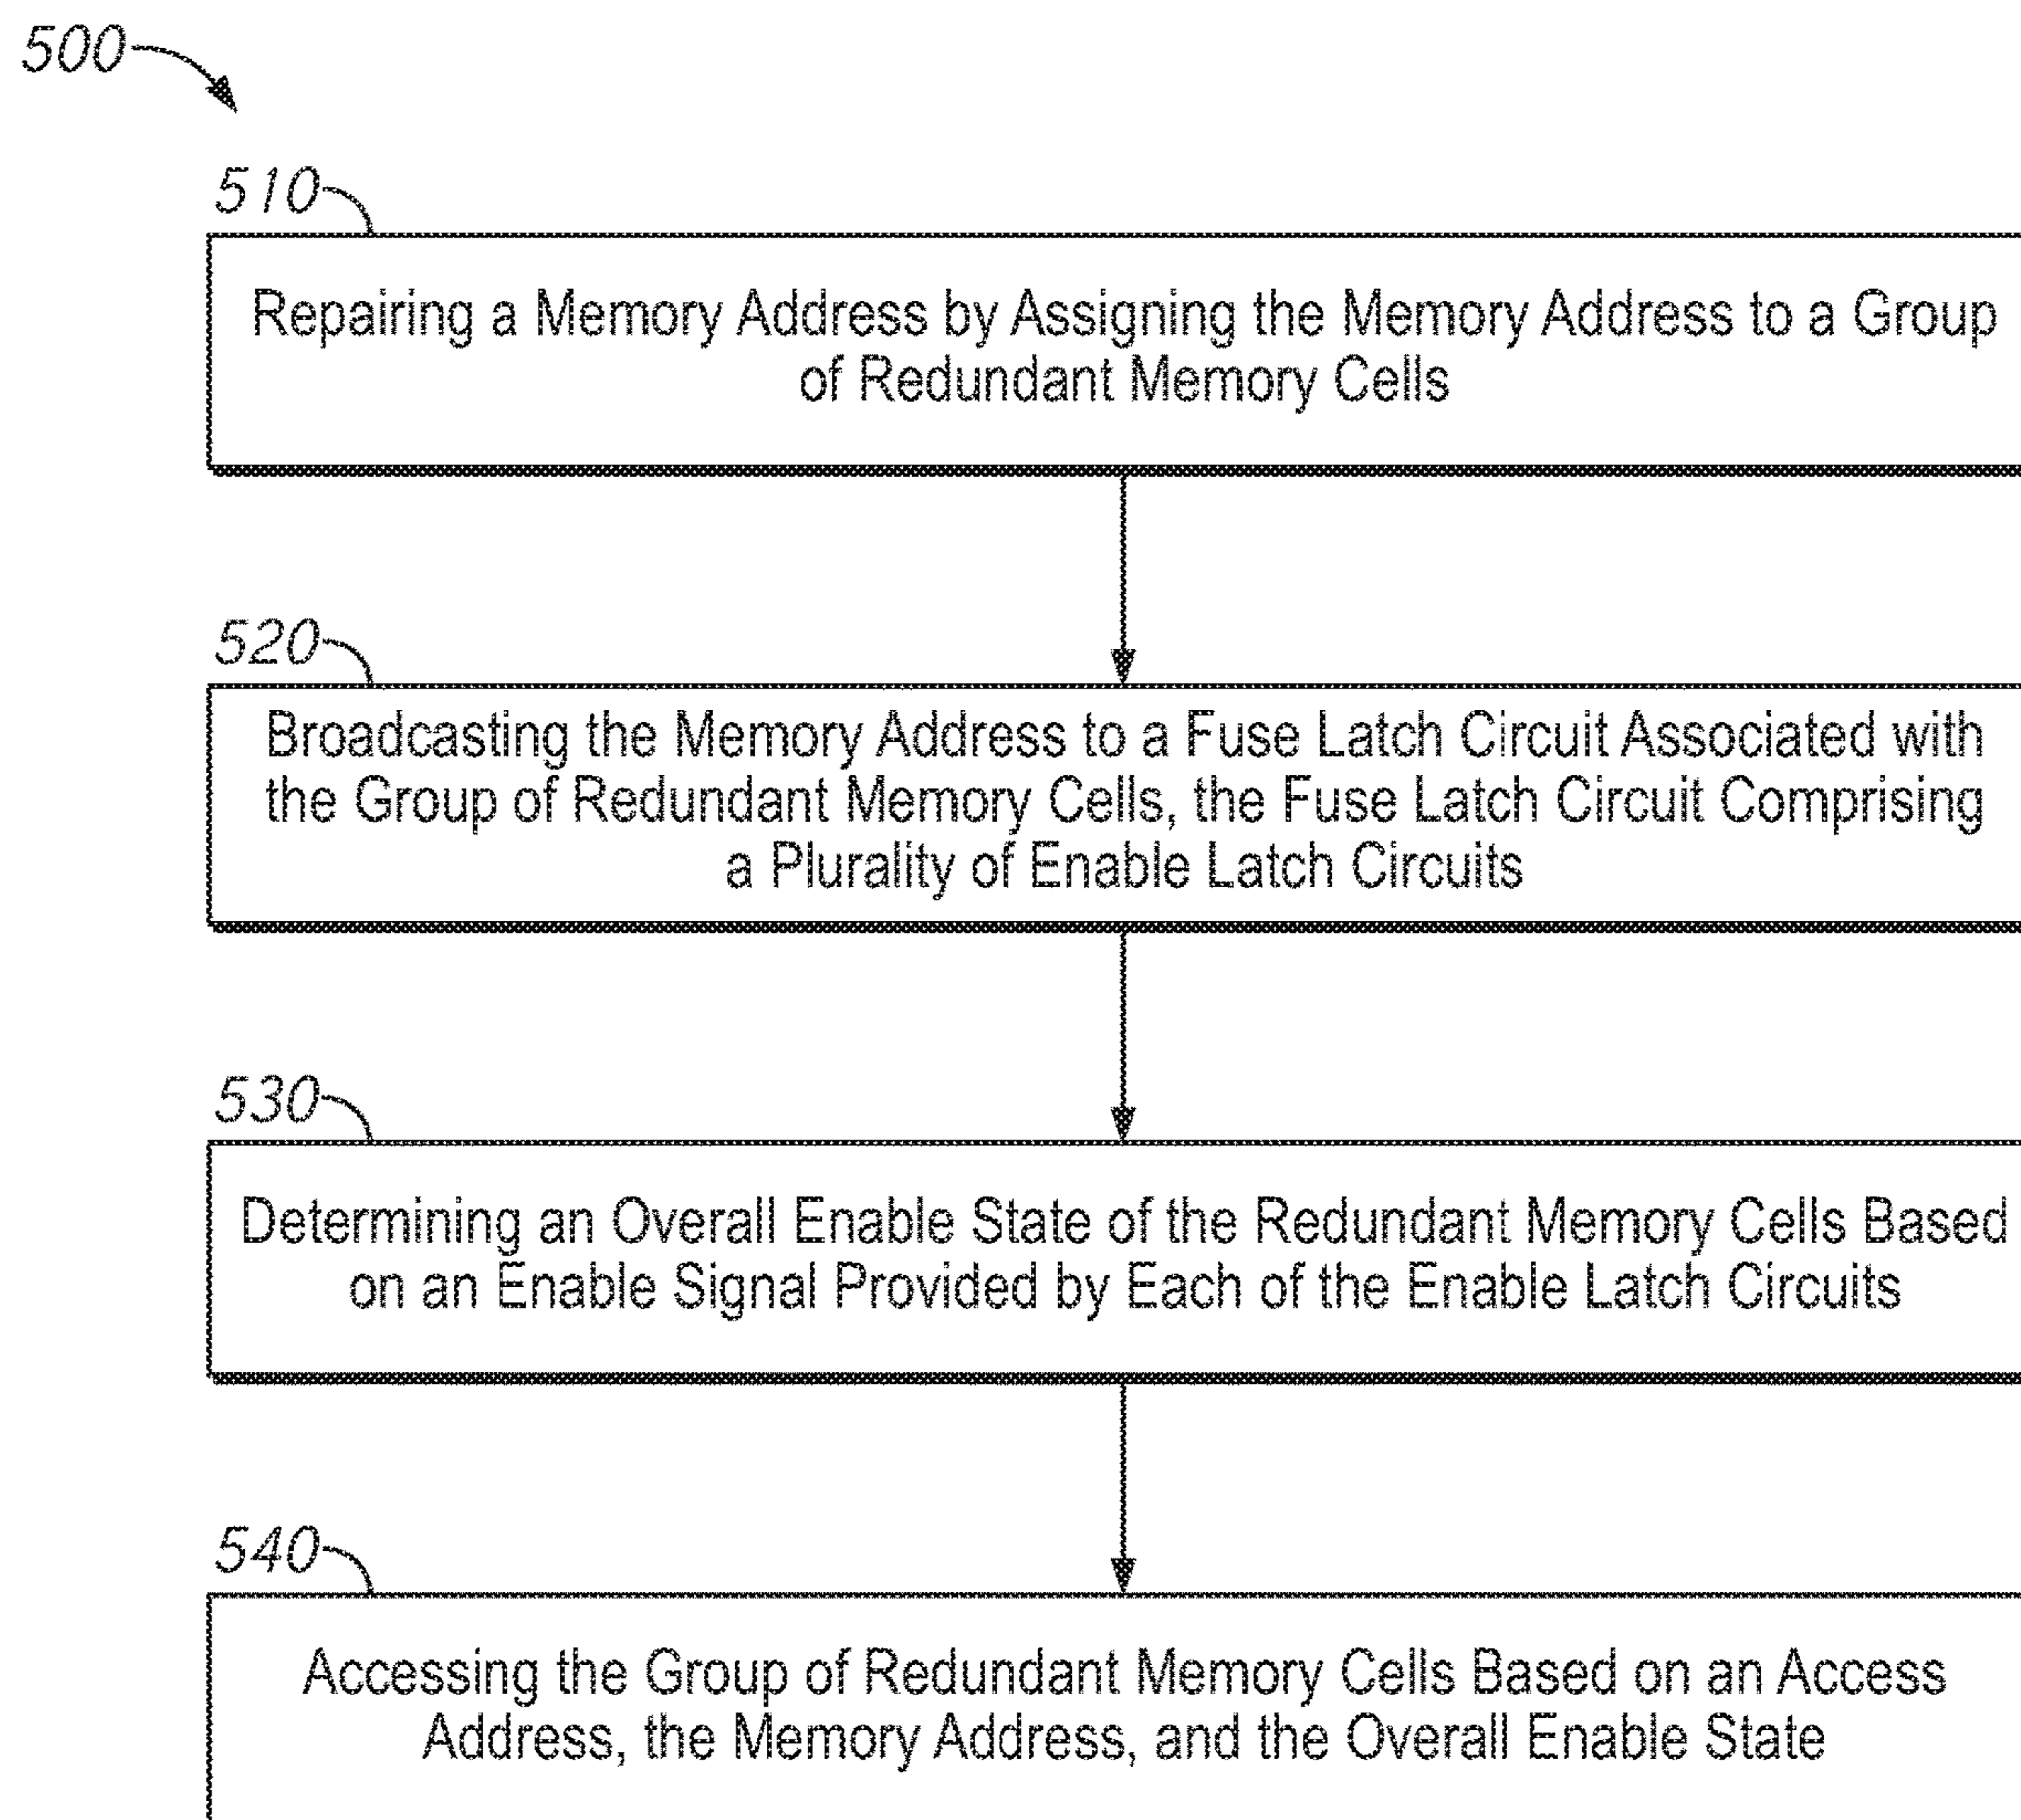 500
510
Repairing a Memory Address by Assigning the Memory Address to a Group
of Redundant Memory Cells
520
Broadcasting the Memory Address to a Fuse Latch Circuit Associated with
the Group of Redundant Memory Cells, the Fuse Latch Circuit Comprising
a Plurality of Enable Latch Circuits
530
Determining an Overall Enable State of the Redundant Memory Cells Based
on an Enable Signal Provided by Each of the Enable Latch Circuits
540
Accessing the Group of Redundant Memory Cells Based on an Access
Address, the Memory Address, and the Overall Enable State